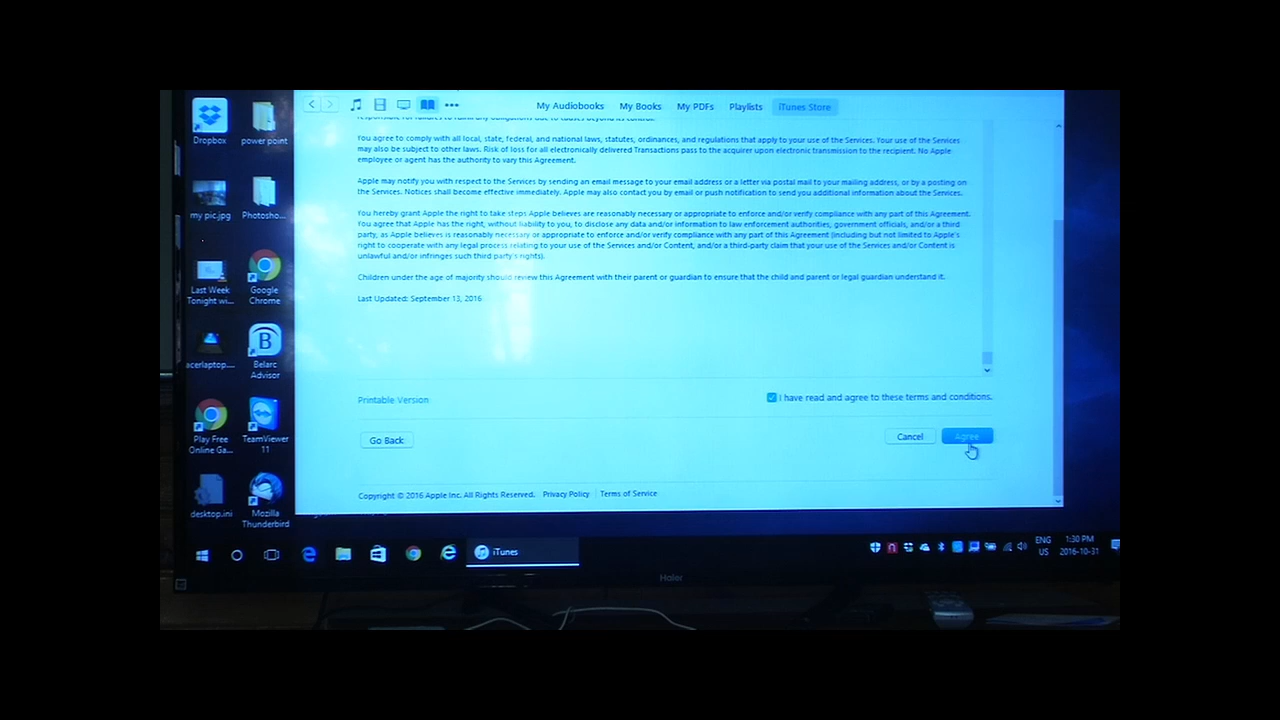 My Audiobooks My Books My PDFs Playlists iTunes Store
You agree to comply with all local, state, federal, and national laws, statutes, ordinances, and regulations that apply to your use of the Services. Your use of the Services
may also be subject to other laws. Risk of loss for all electronically delivered Transactions pass to the acquirer upon electronic transmission to the recipient. No Apple
employee or agent has the authority to vary this Agreement.
Apple may notify you with respect to the Services by sending an email message to your email address or a letter via postal mail to your mailing address, or by a posting on
the Services. Notices shall become effective immediately. Apple may also contact you by email or push notification to send you additional information about the Services.
You hereby grant Apple the right to take steps Apple believes are reasonably necessary or appropriate to enforce and/or verify compliance with any part of this Agreement.
You agree that Apple has the right, without liability to you, to disclose any data and/or information to law enforcement authorities, government officials, and/or a third
party, as Apple believes is reasonably necessary or appropriate to enforce and/or verify compliance with any part of this Agreement (including but not limited to Apple's
right to cooperate with any legal process relating to your use of the Services and/or Content, and/or a third-party claim that your use of the Services and/or Content is
unlawful and/or infringes such third party's rights).
Children under the age of majority should review this Agreement with their parent or guardian to ensure that the child and parent or legal guardian understand it.
Last Updated: September 13, 2016
Printable Version
I have read and agree to these terms and conditions.
Go Back
Cancel
Agree
Copyright © 2016 Apple Inc. All Rights Reserved. Privacy Policy | Terms of Service
Dropbox
power point
my pic.jpg
Photosho...
Last Week
Tonight wi...
Google
Chrome
acerlaptop....
B
Belarc
Advisor
Play Free
Online Ga...
TeamViewer
11
desktop.ini
Mozilla
Thunderbird
iTunes
ENG
US
1:30 PM
2016-10-31
Haier